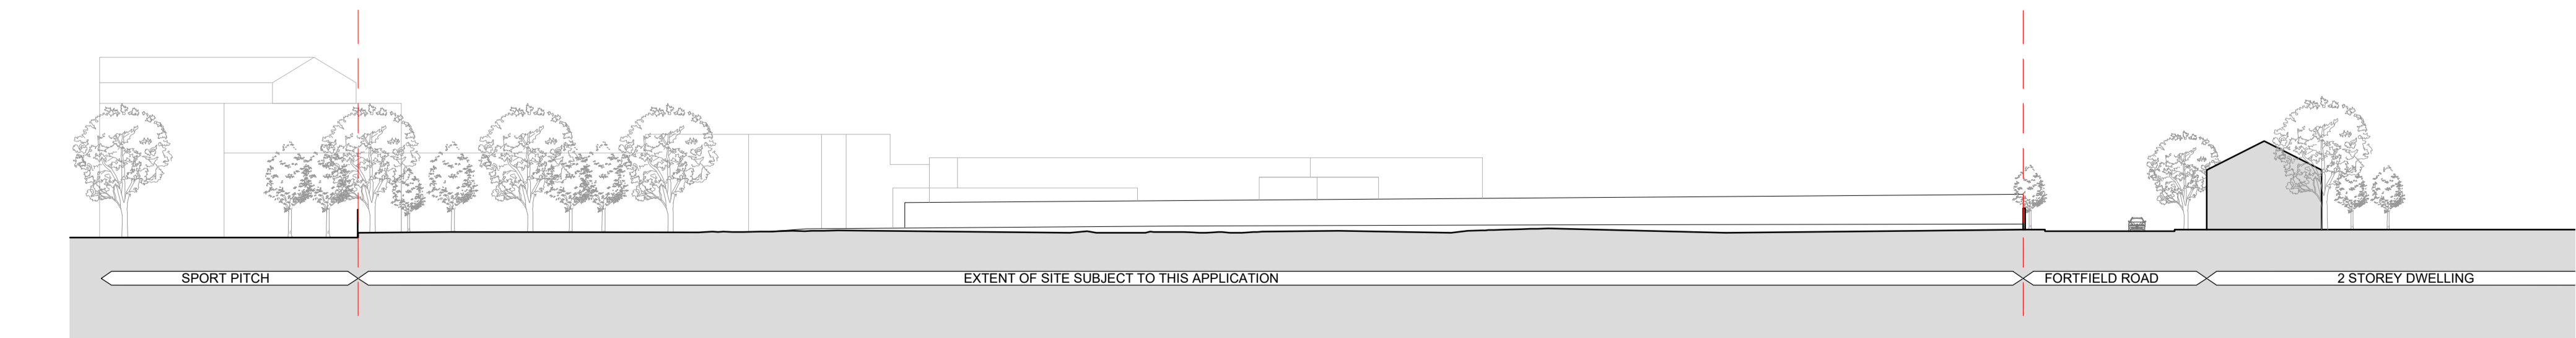 SPORT PITCH
EXTENT OF SITE SUBJECT TO THIS APPLICATION
FORTFIELD ROAD
2 STOREY DWELLING